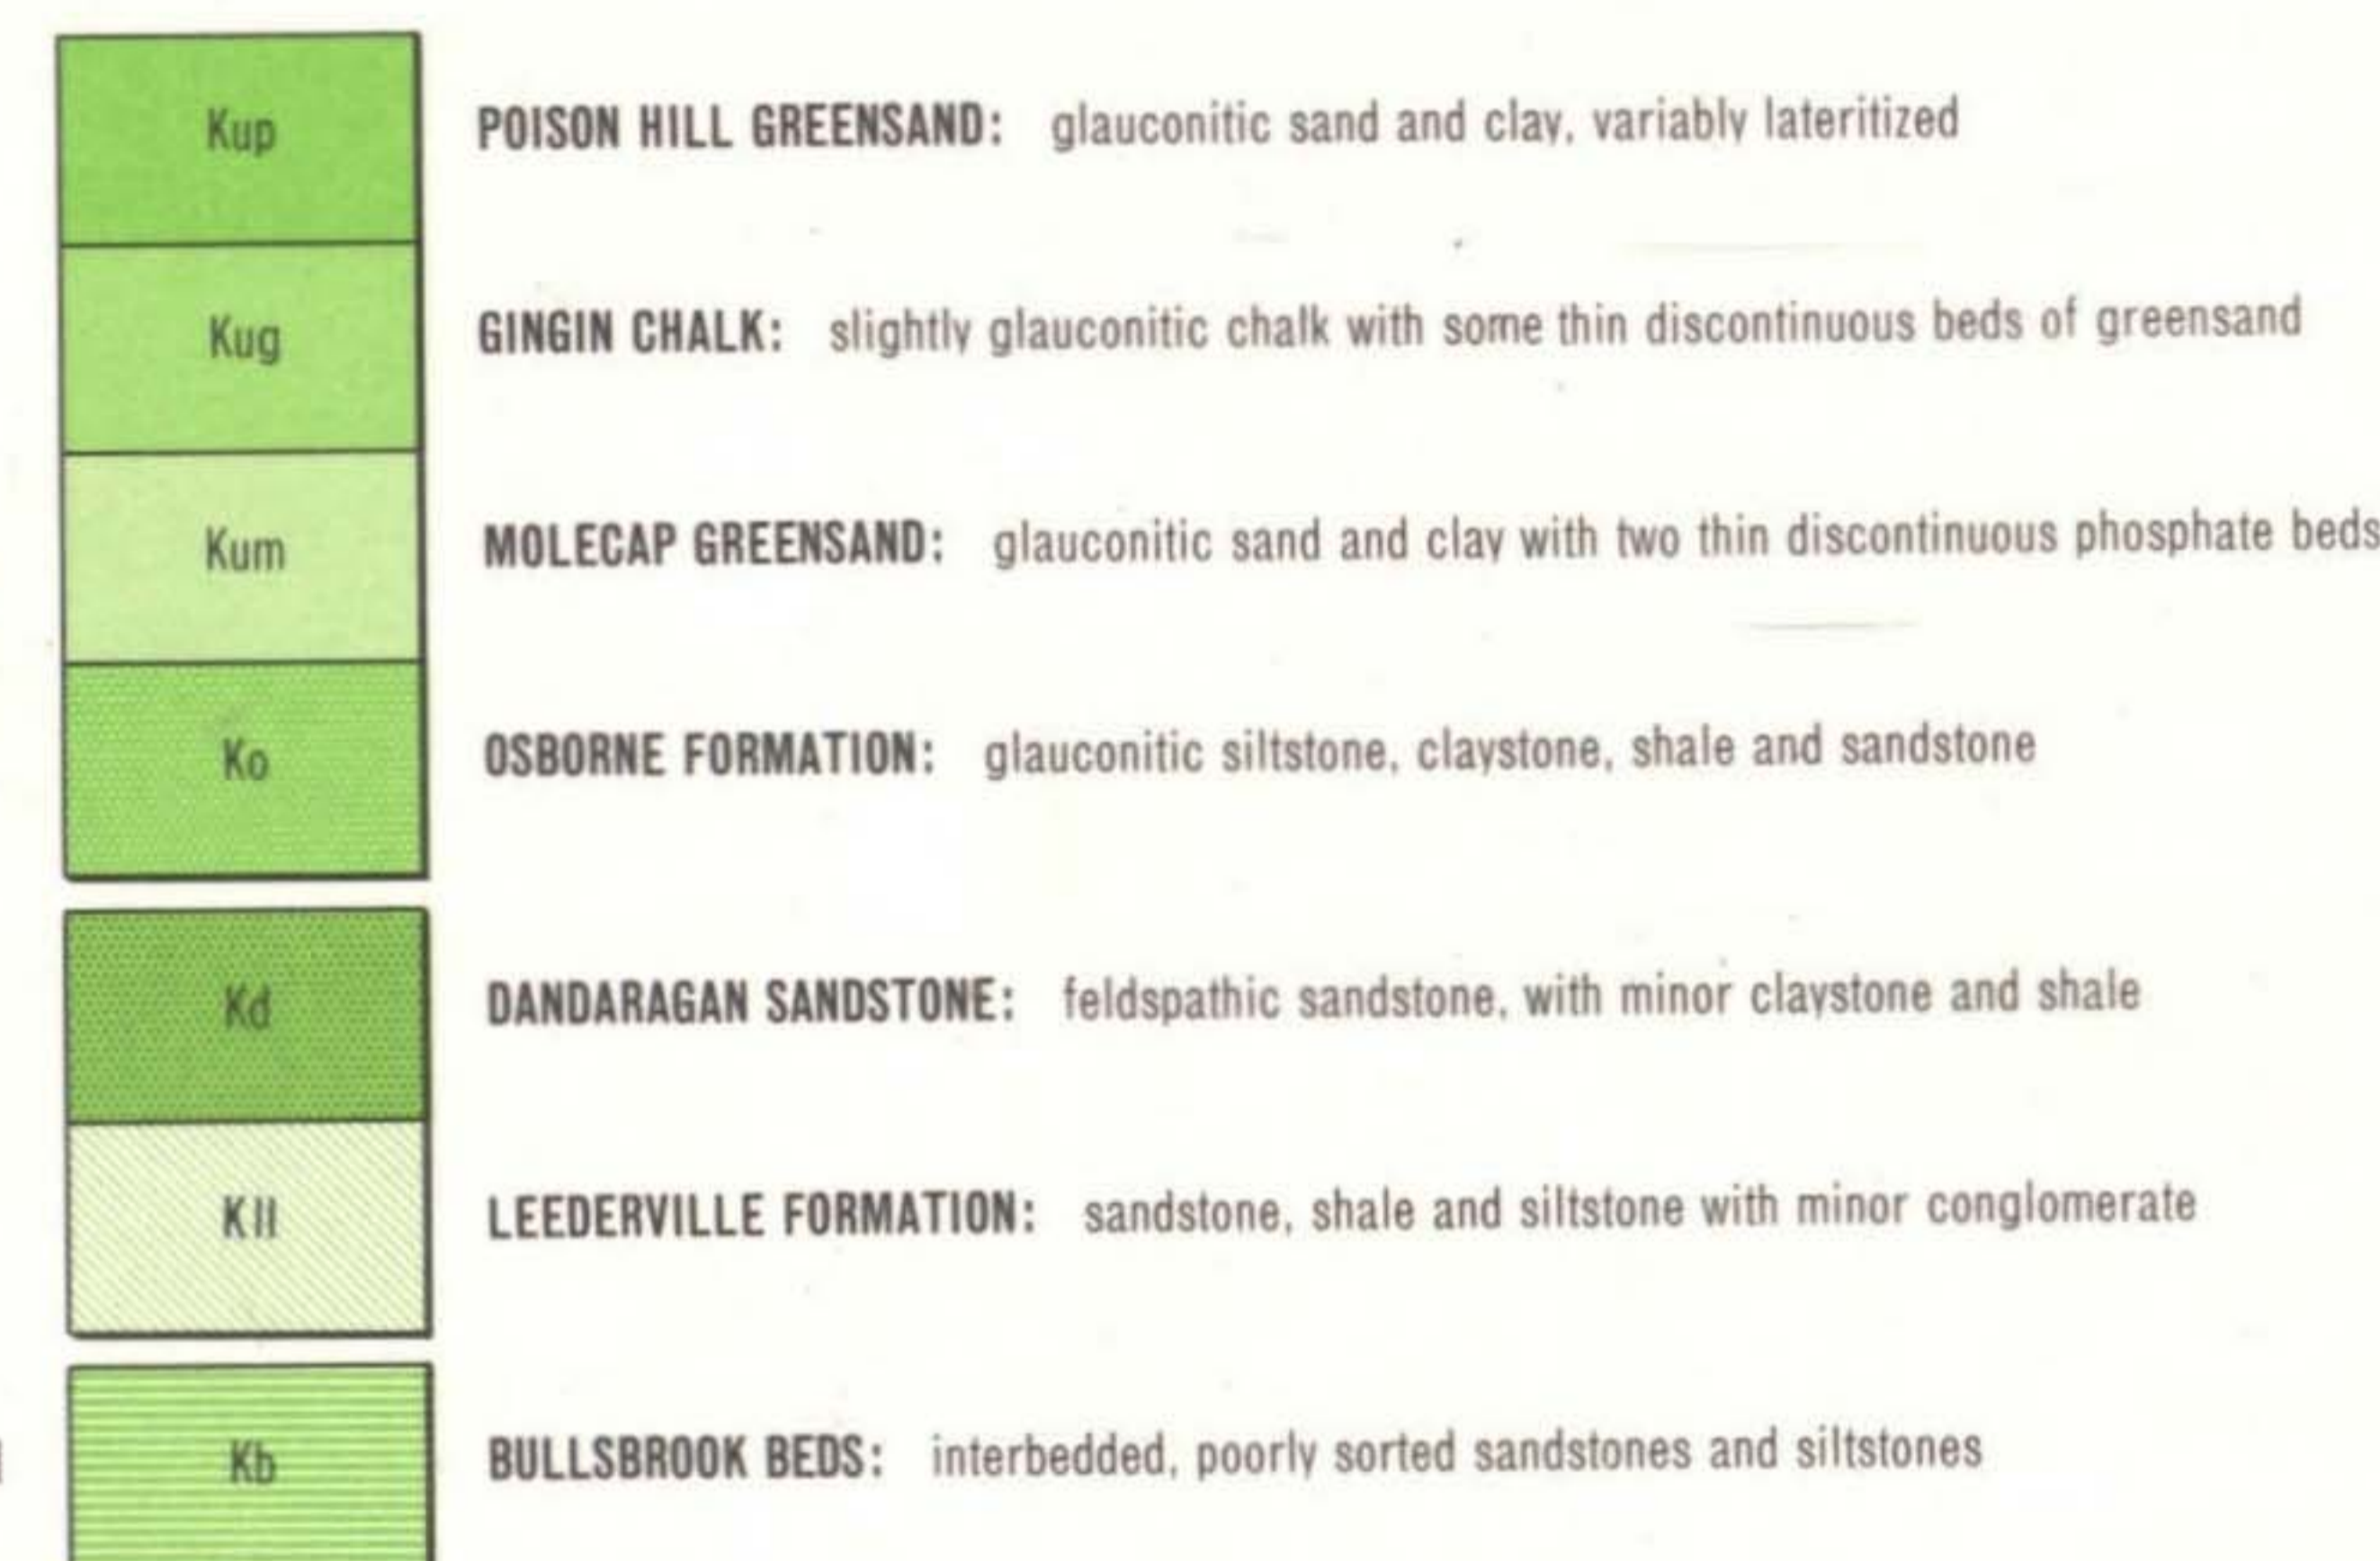 Kup POISON HILL GREENSAND: glauconitic sand and clay, variably lateritized
Kug GINGIN CHALK: slightly glauconitic chalk with some thin discontinuous beds of greensand
Kum MOLECAP GREENSAND: glauconitic sand and clay with two thin discontinuous phosphate beds
Ko OSBORNE FORMATION: glauconitic siltstone, claystone, shale and sandstone
Kd DANDARAGAN SANDSTONE: feldspathic sandstone, with minor claystone and shale
Kll LEEDERVILLE FORMATION: sandstone, shale and siltstone with minor conglomerate
Kb BULLSBROOK BEDS: interbedded, poorly sorted sandstones and siltstones